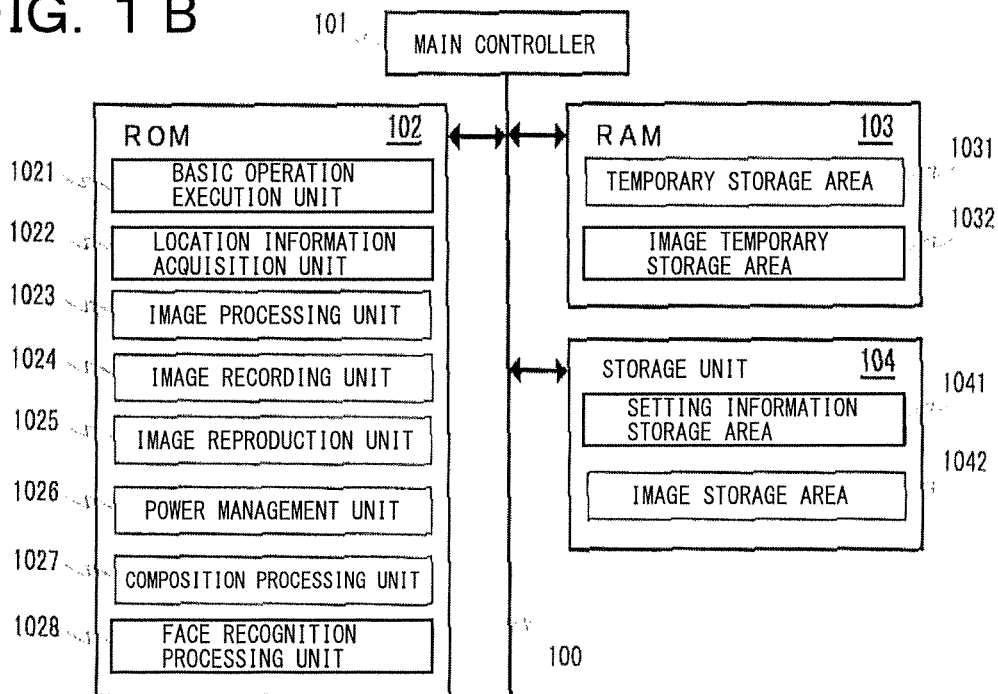 FIG. 1 B
101
MAIN CONTROLLER
ROM 102
1021
BASIC OPERATION
EXECUTION UNIT
1022
LOCATION INFORMATION
ACQUISITION UNIT
1023
IMAGE PROCESSING UNIT
1024
IMAGE RECORDING UNIT
1025
IMAGE REPRODUCTION UNIT
1026
POWER MANAGEMENT UNIT
1027
COMPOSITION PROCESSING UNIT
1028
FACE RECOGNITION
PROCESSING UNIT
RAM 103
1031
TEMPORARY STORAGE AREA
1032
IMAGE TEMPORARY
STORAGE AREA
STORAGE UNIT 104
1041
SETTING INFORMATION
STORAGE AREA
1042
IMAGE STORAGE AREA
100